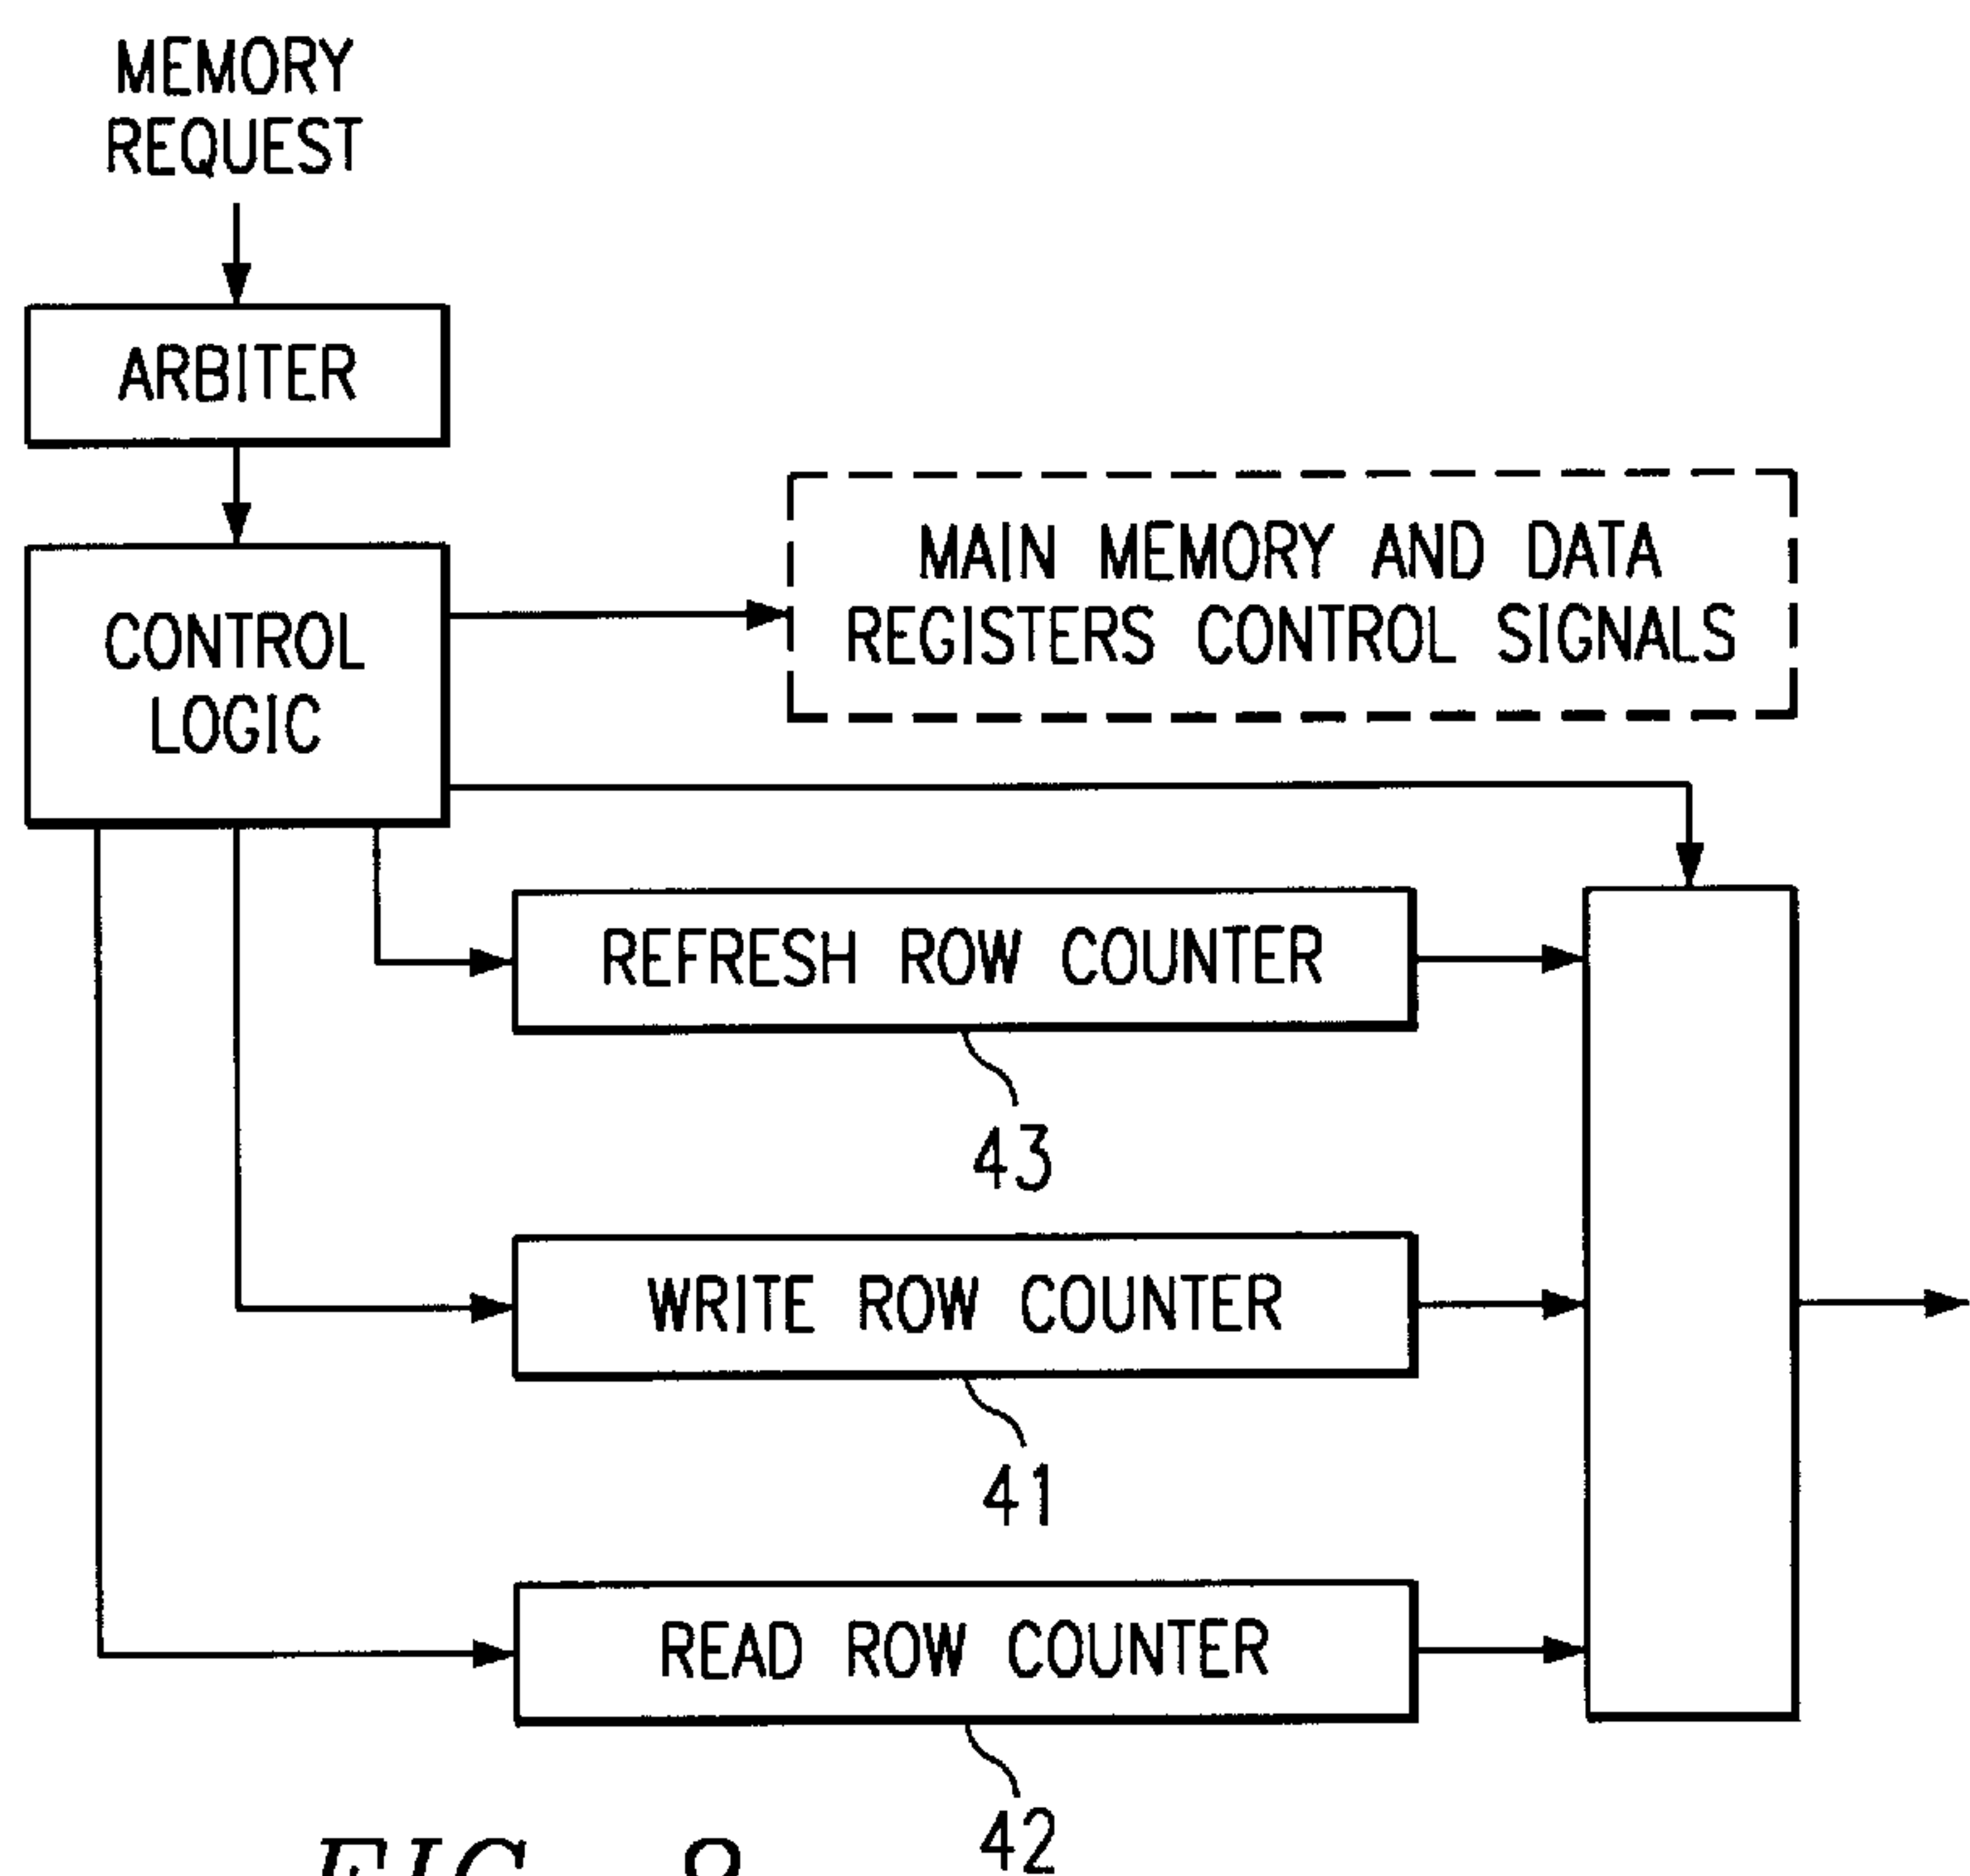 MEMORY
REQUEST
ARBITER
CONTROL
LOGIC
MAIN MEMORY AND DATA
REGISTERS CONTROL SIGNALS
REFRESH ROW COUNTER
43
WRITE ROW COUNTER
41
READ ROW COUNTER
42
FIG.